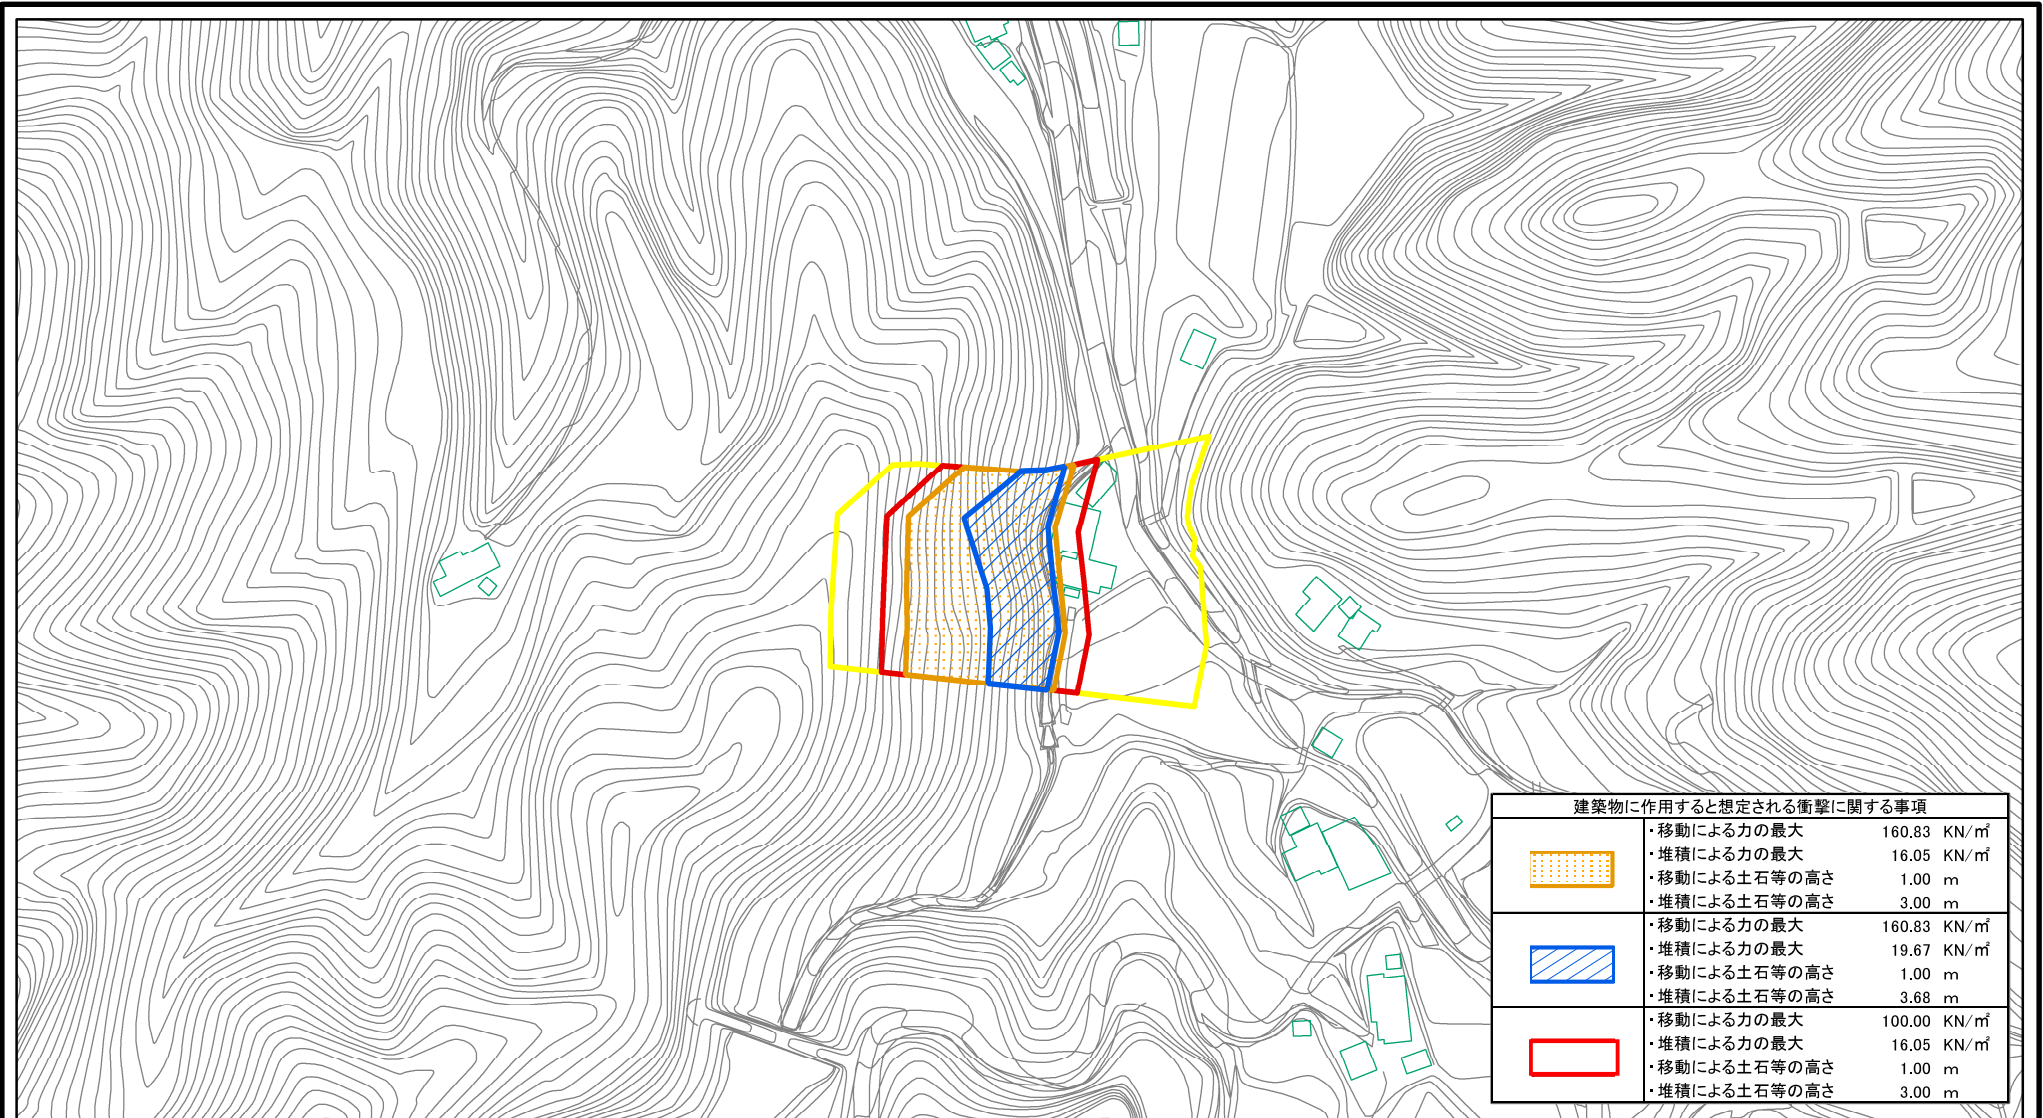 建築物に作用すると想定される衝撃に関する事項
・移動による力の最大 160.83 KN/㎡
・堆積による力の最大 16.05 KN/㎡
・移動による土石等の高さ 1.00 m
・堆積による土石等の高さ 3.00 m
・移動による力の最大 160.83 KN/㎡
・堆積による力の最大 19.67 KN/㎡
・移動による土石等の高さ 1.00 m
・堆積による土石等の高さ 3.68 m
・移動による力の最大 100.00 KN/㎡
・堆積による力の最大 16.05 KN/㎡
・移動による土石等の高さ 1.00 m
・堆積による土石等の高さ 3.00 m